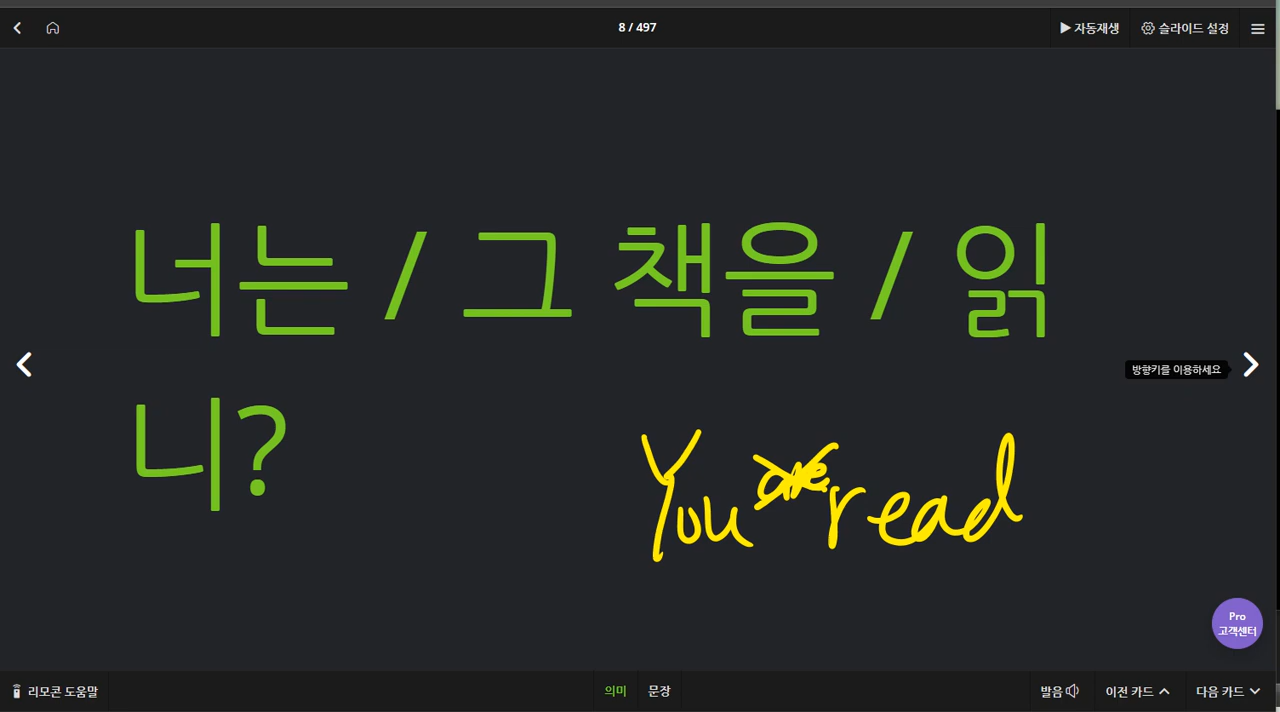 8 / 497
자동재생
슬라이드 설정
너는 / 그 책을 / 읽
니?
방향키를 이용하세요
You are read
Pro
고객센터
리모콘 도움말
의미
문장
발음
이전 카드
다음 카드